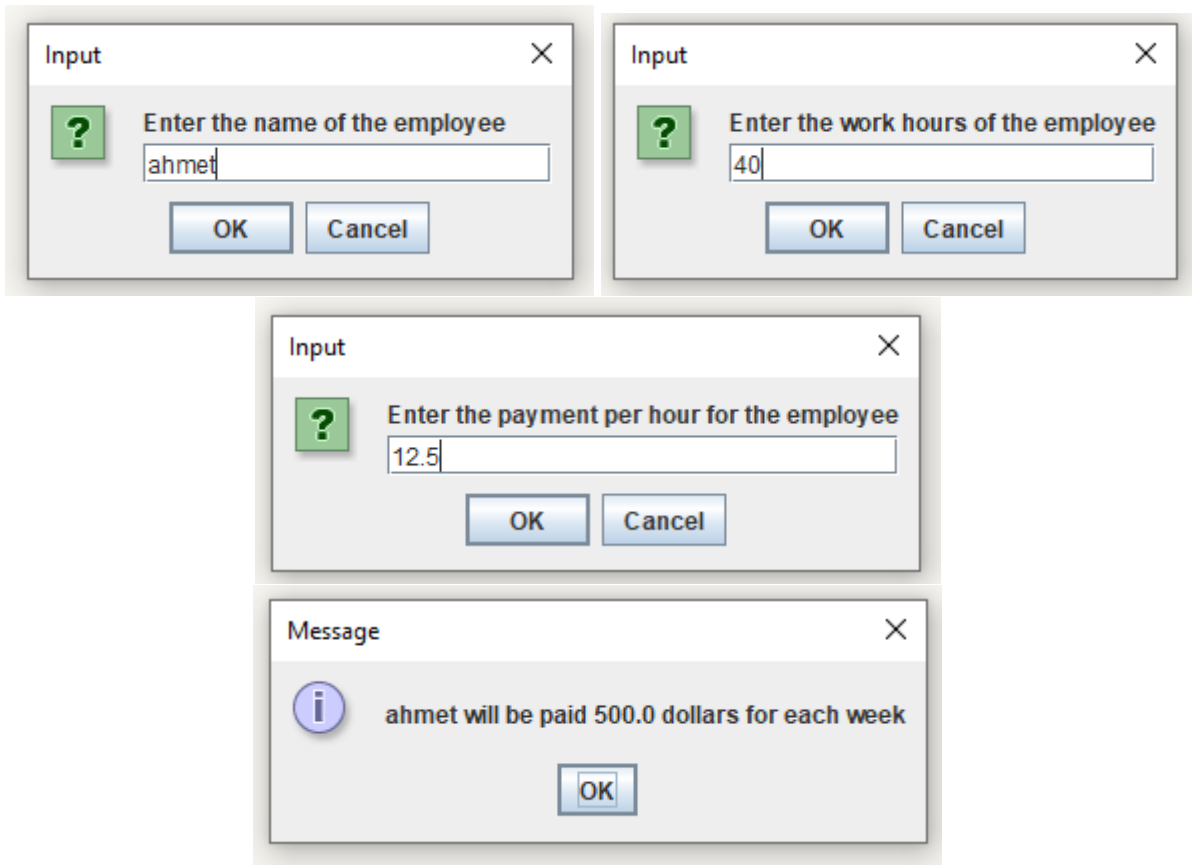 Input
Enter the name of the employee
ahmet
OK Cancel
Input
Enter the work hours of the employee
40
OK Cancel
Input
Enter the payment per hour for the employee
12.5
OK Cancel
Message
ahmet will be paid 500.0 dollars for each week
OK